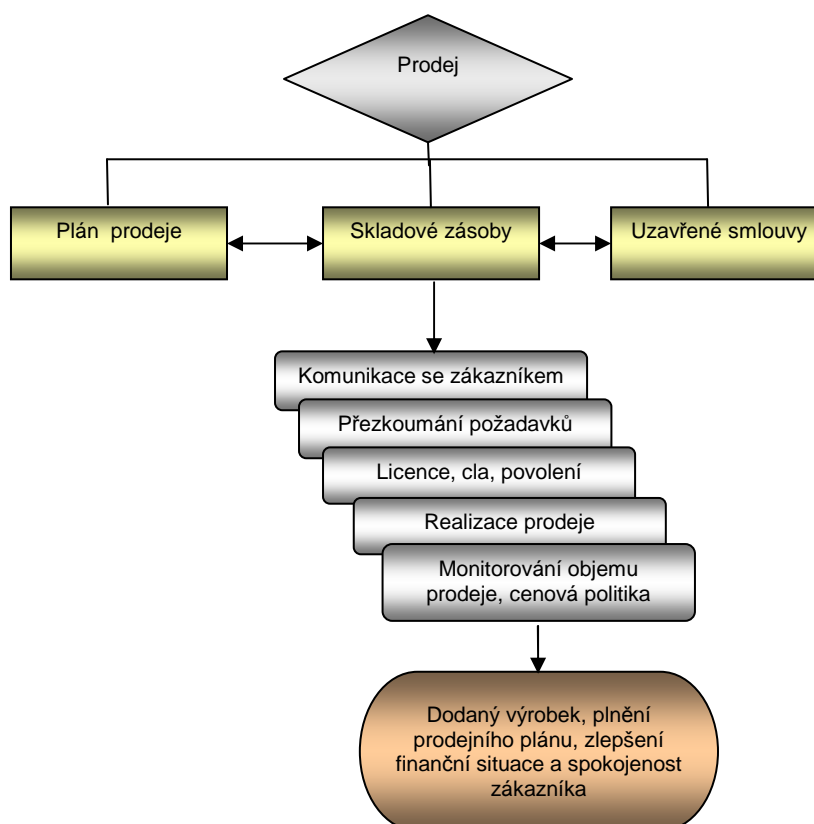 Prodej
Plán prodeje
Skladové zásoby
Uzavřené smlouvy
Komunikace se zákazníkem
Přezkoumání požadavků
Licence, cla, povolení
Realizace prodeje
Monitorování objemu
prodeje, cenová politika
Dodaný výrobek, plnění
prodejního plánu, zlepšení
finanční situace a spokojenost
zákazníka